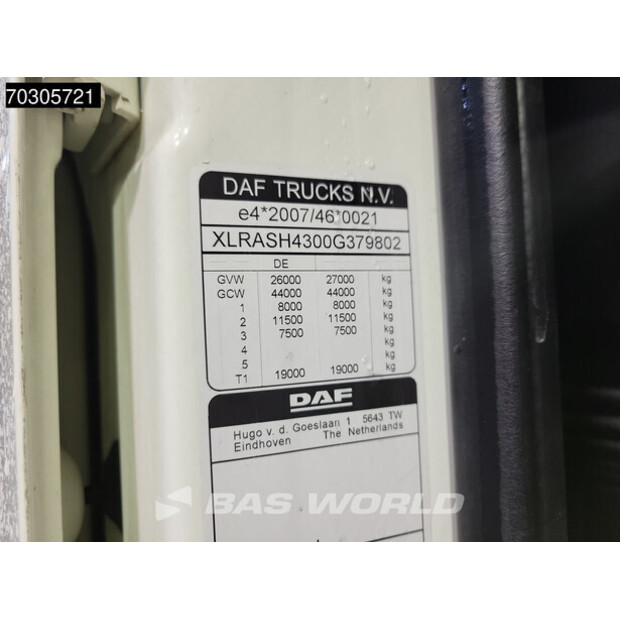 70305721
DAF TRUCKS N.V.
e4*2007/46*0021
XLRASH4300G379802
DE
GVW 26000 27000 kg
GCW 44000 44000 kg
1 8000 8000 kg
2 11500 11500 kg
3 7500 7500 kg
4 kg
5 kg
T1 19000 19000 kg
DAF
Hugo v. d. Goeslaan 1 5643 TW
Eindhoven The Netherlands
BAS WORLD